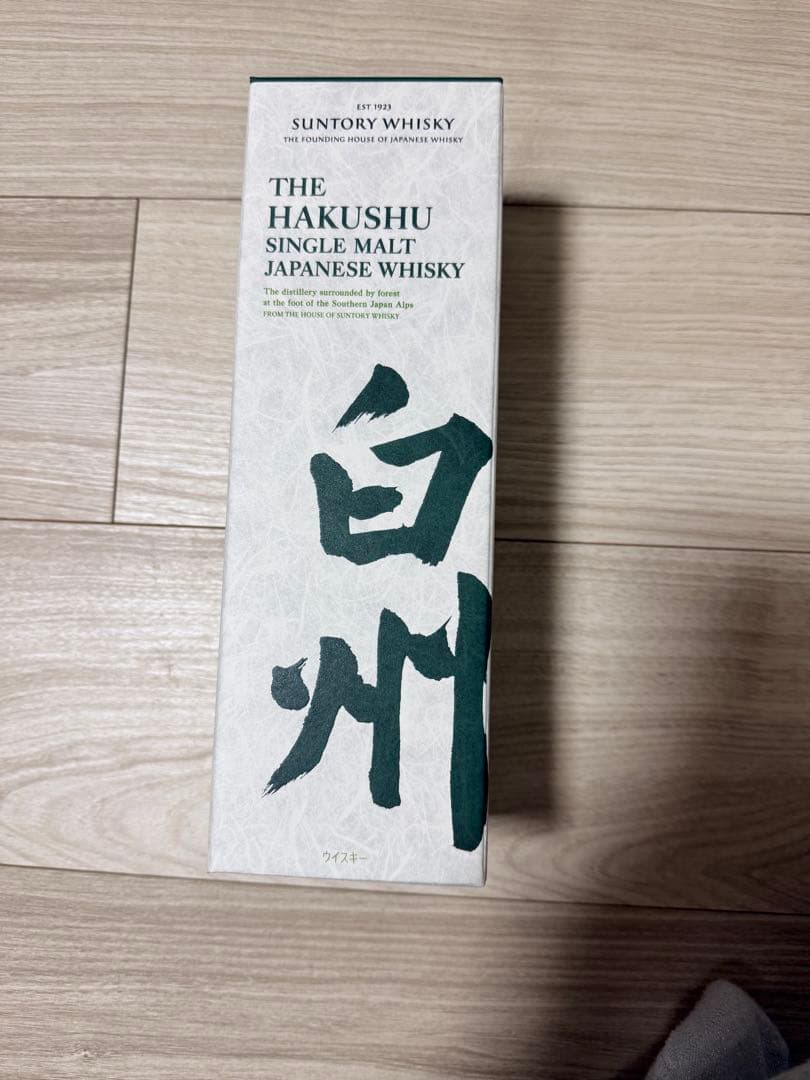 EST 1923
SUNTORY WHISKY
THE FOUNDING HOUSE OF JAPANESE WHISKY
THE
HAKUSHU
SINGLE MALT
JAPANESE WHISKY
The distillery surrounded by forest
at the foot of the Southern Japan Alps
FROM THE HOUSE OF SUNTORY WHISKY
白
州
ウイスキー